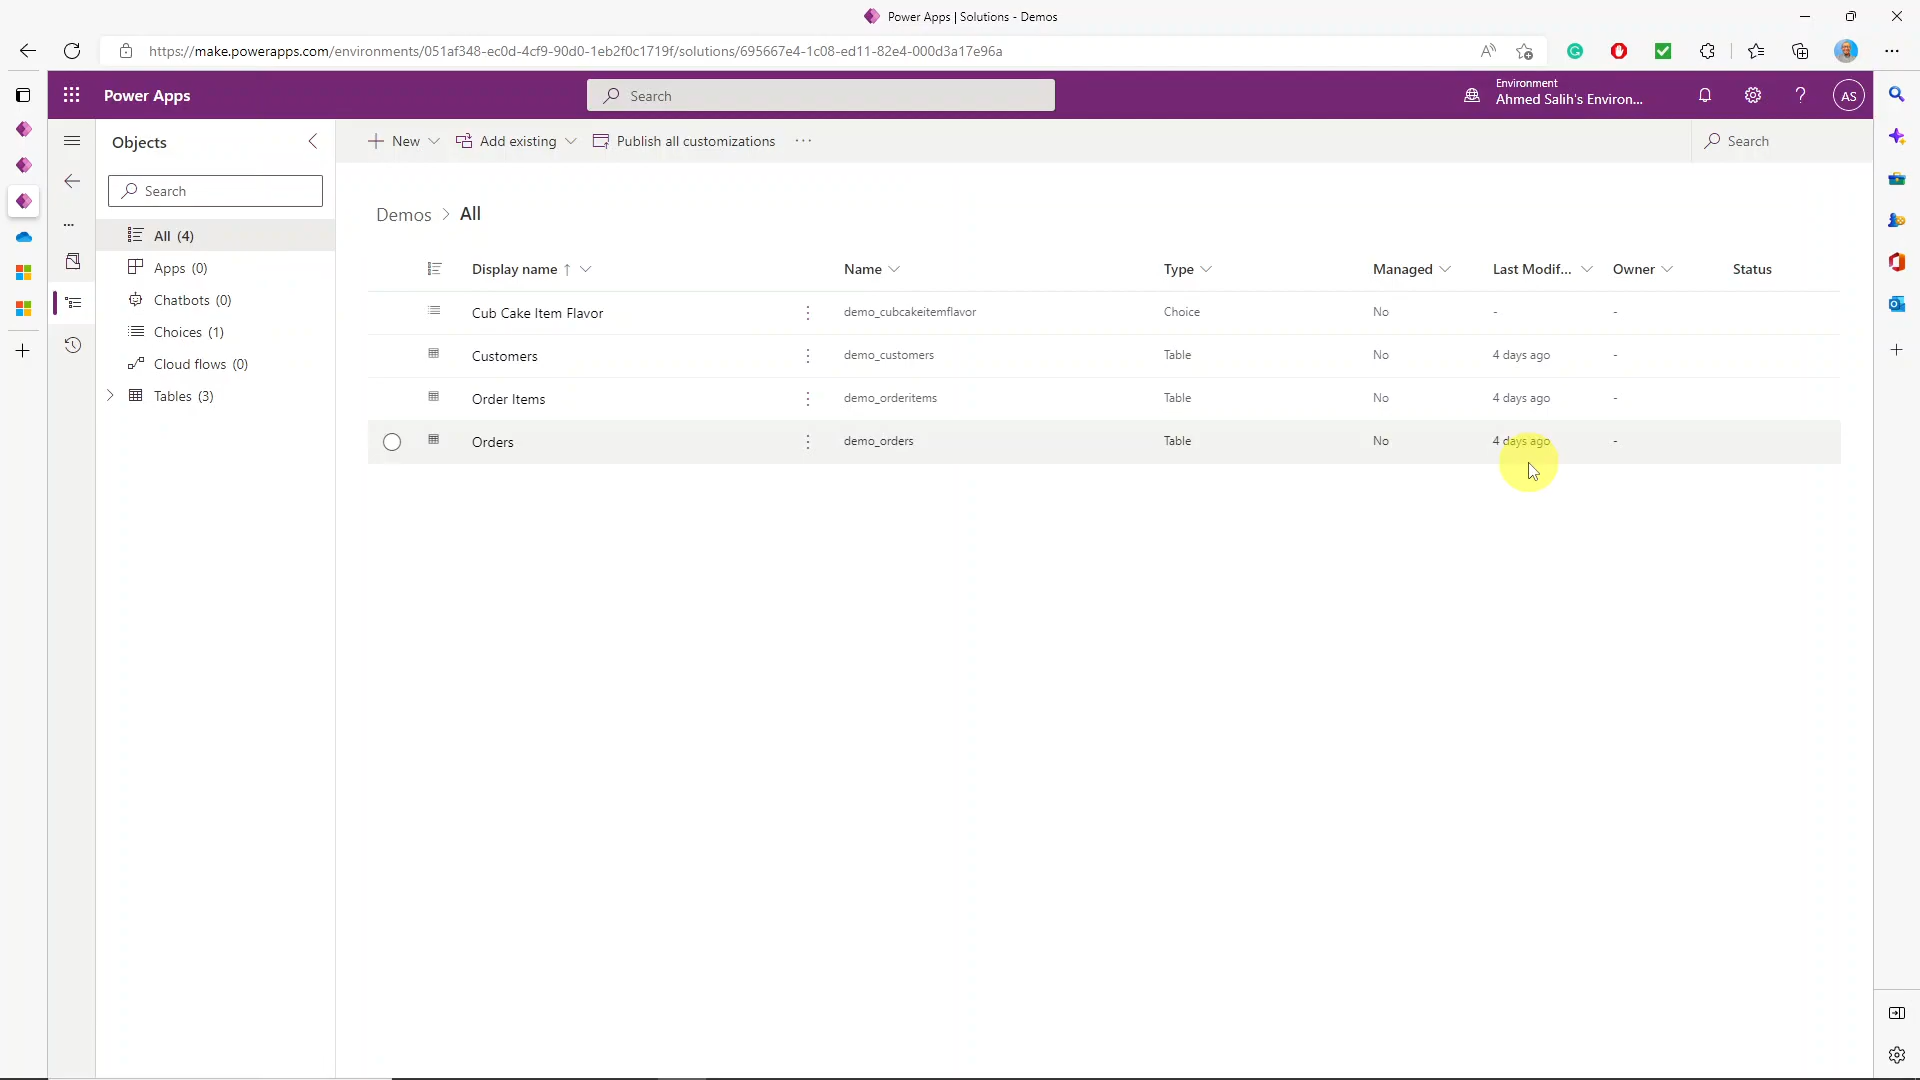 Power Apps | Solutions - Demos
https://make.powerapps.com/environments/051af348-ec0d-4cf9-90d0-1eb2f0c1719f/solutions/695667e4-1c08-ed11-82e4-000d3a17e96a
Power Apps
Search
Environment
Ahmed Salih's Environ...
AS
Objects
Search
All (4)
Apps (0)
Chatbots (0)
Choices (1)
Cloud flows (0)
Tables (3)
New
Add existing
Publish all customizations
Search
Demos > All
Display name ↑ Name Type Managed Last Modif... Owner Status
Cub Cake Item Flavor demo_cubcakeitemflavor Choice No - -
Customers demo_customers Table No 4 days ago -
Order Items demo_orderitems Table No 4 days ago -
Orders demo_orders Table No 4 days ago -